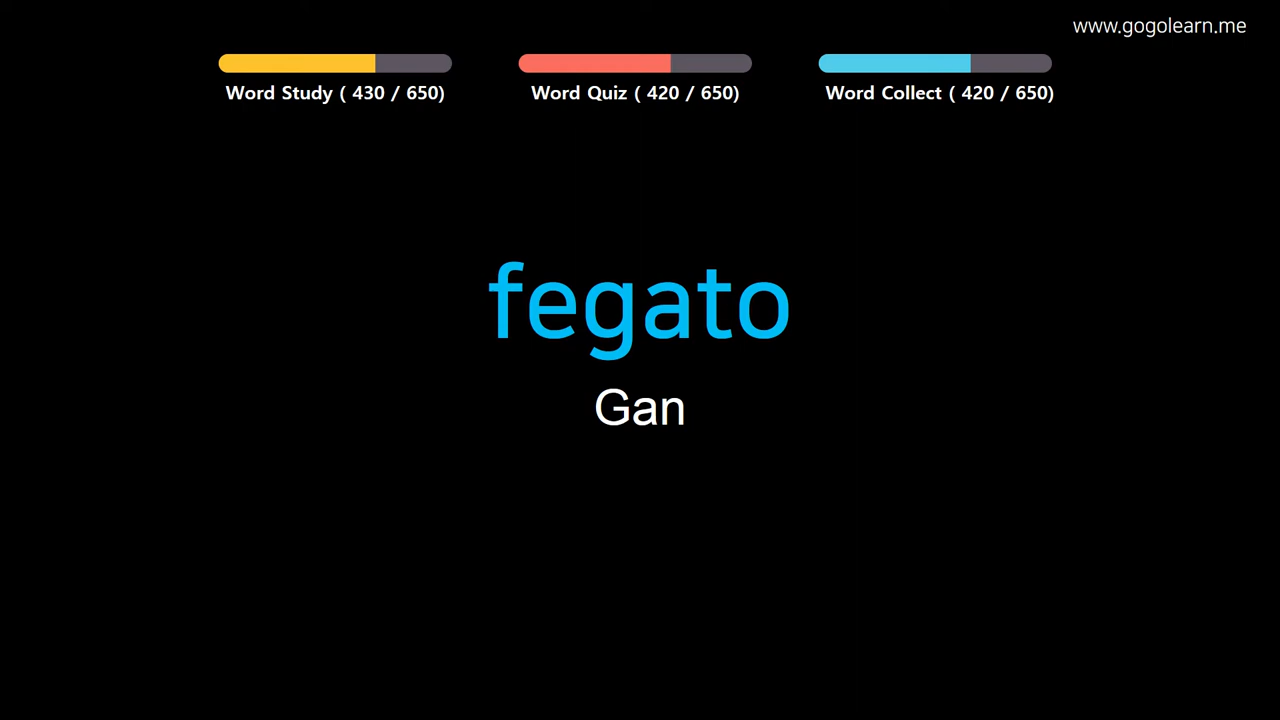 www.gogolearn.me
Word Study ( 430 / 650)
Word Quiz ( 420 / 650)
Word Collect ( 420 / 650)
fegato
Gan